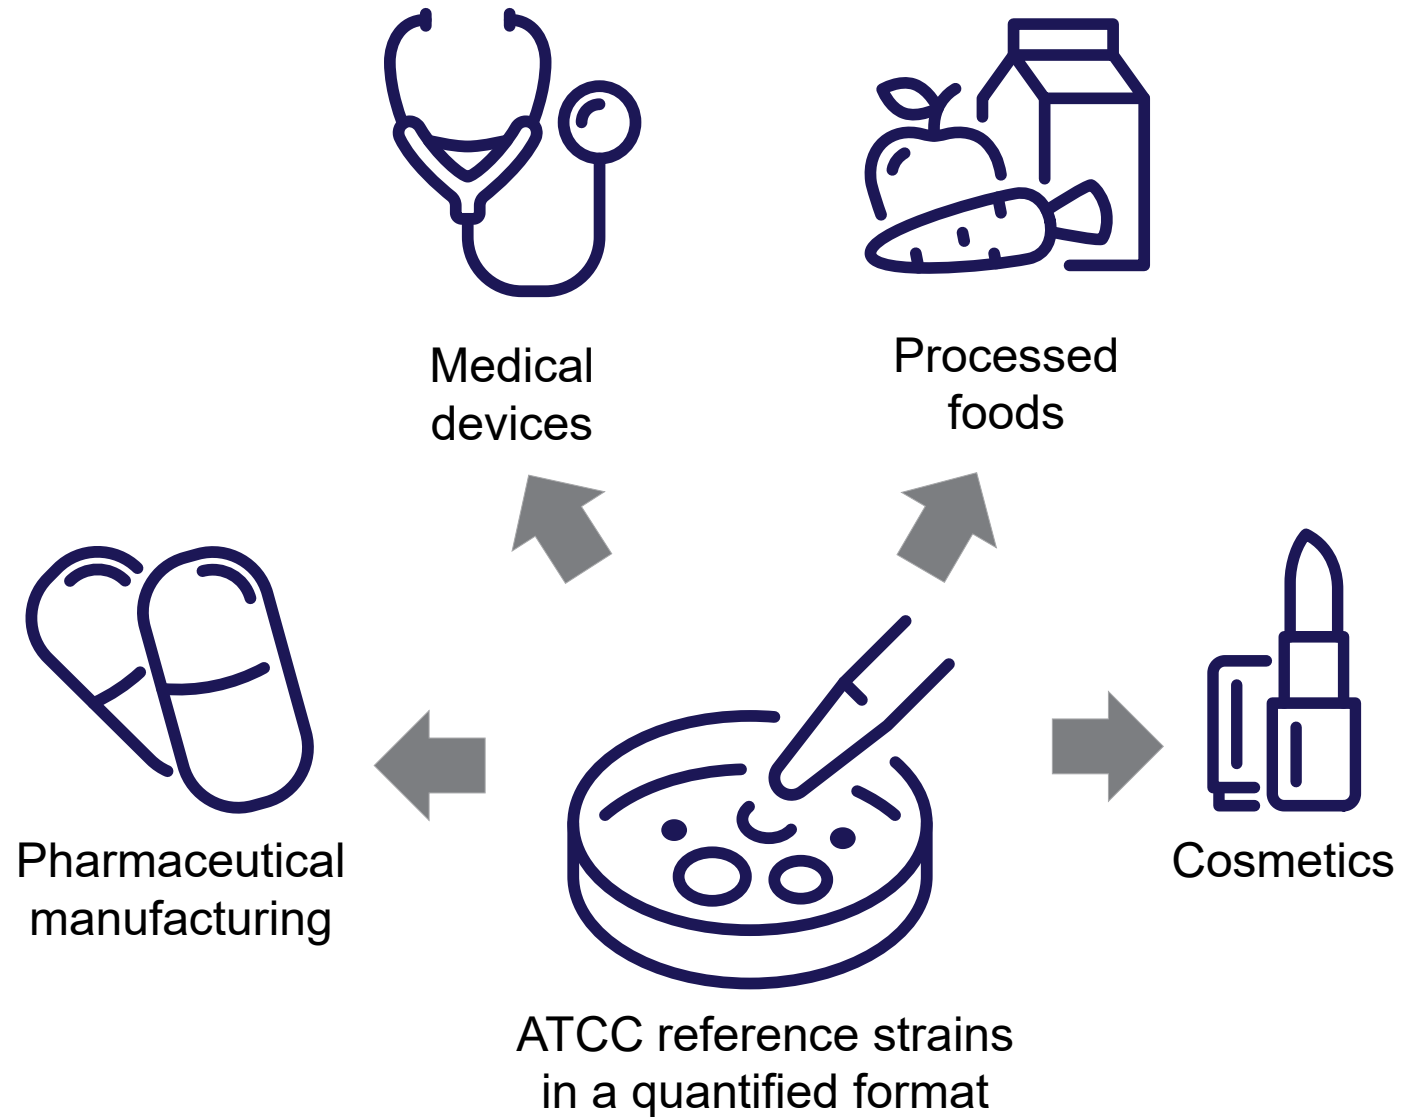 Medical
devices
Processed
foods
Pharmaceutical
manufacturing
Cosmetics
ATCC reference strains
in a quantified format